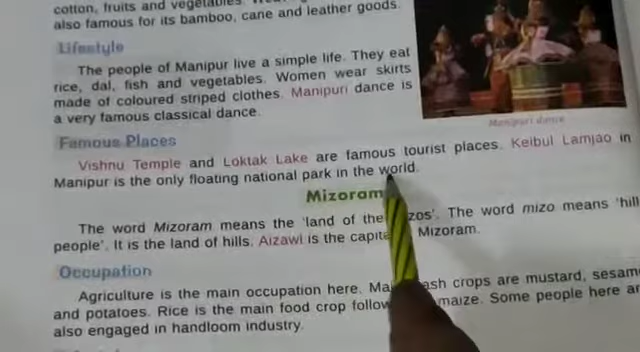 cotton, fruits and vegetables.
also famous for its bamboo, cane and leather goods.
Lifestyle
The people of Manipur live a simple life. They eat
rice, dal, fish and vegetables. Women wear skirts
made of coloured striped clothes. Manipuri dance is
a very famous classical dance.
Manipuri dance
Famous Places
Vishnu Temple and Loktak Lake are famous tourist places. Keibul Lamjao in
Manipur is the only floating national park in the world.
Mizoram
The word Mizoram means the 'land of the zos'. The word mizo means 'hill
people'. It is the land of hills. Aizawl is the capita Mizoram.
Occupation
Agriculture is the main occupation here. Ma ash crops are mustard, sesame
and potatoes. Rice is the main food crop follow maize. Some people here ar
also engaged in handloom industry.